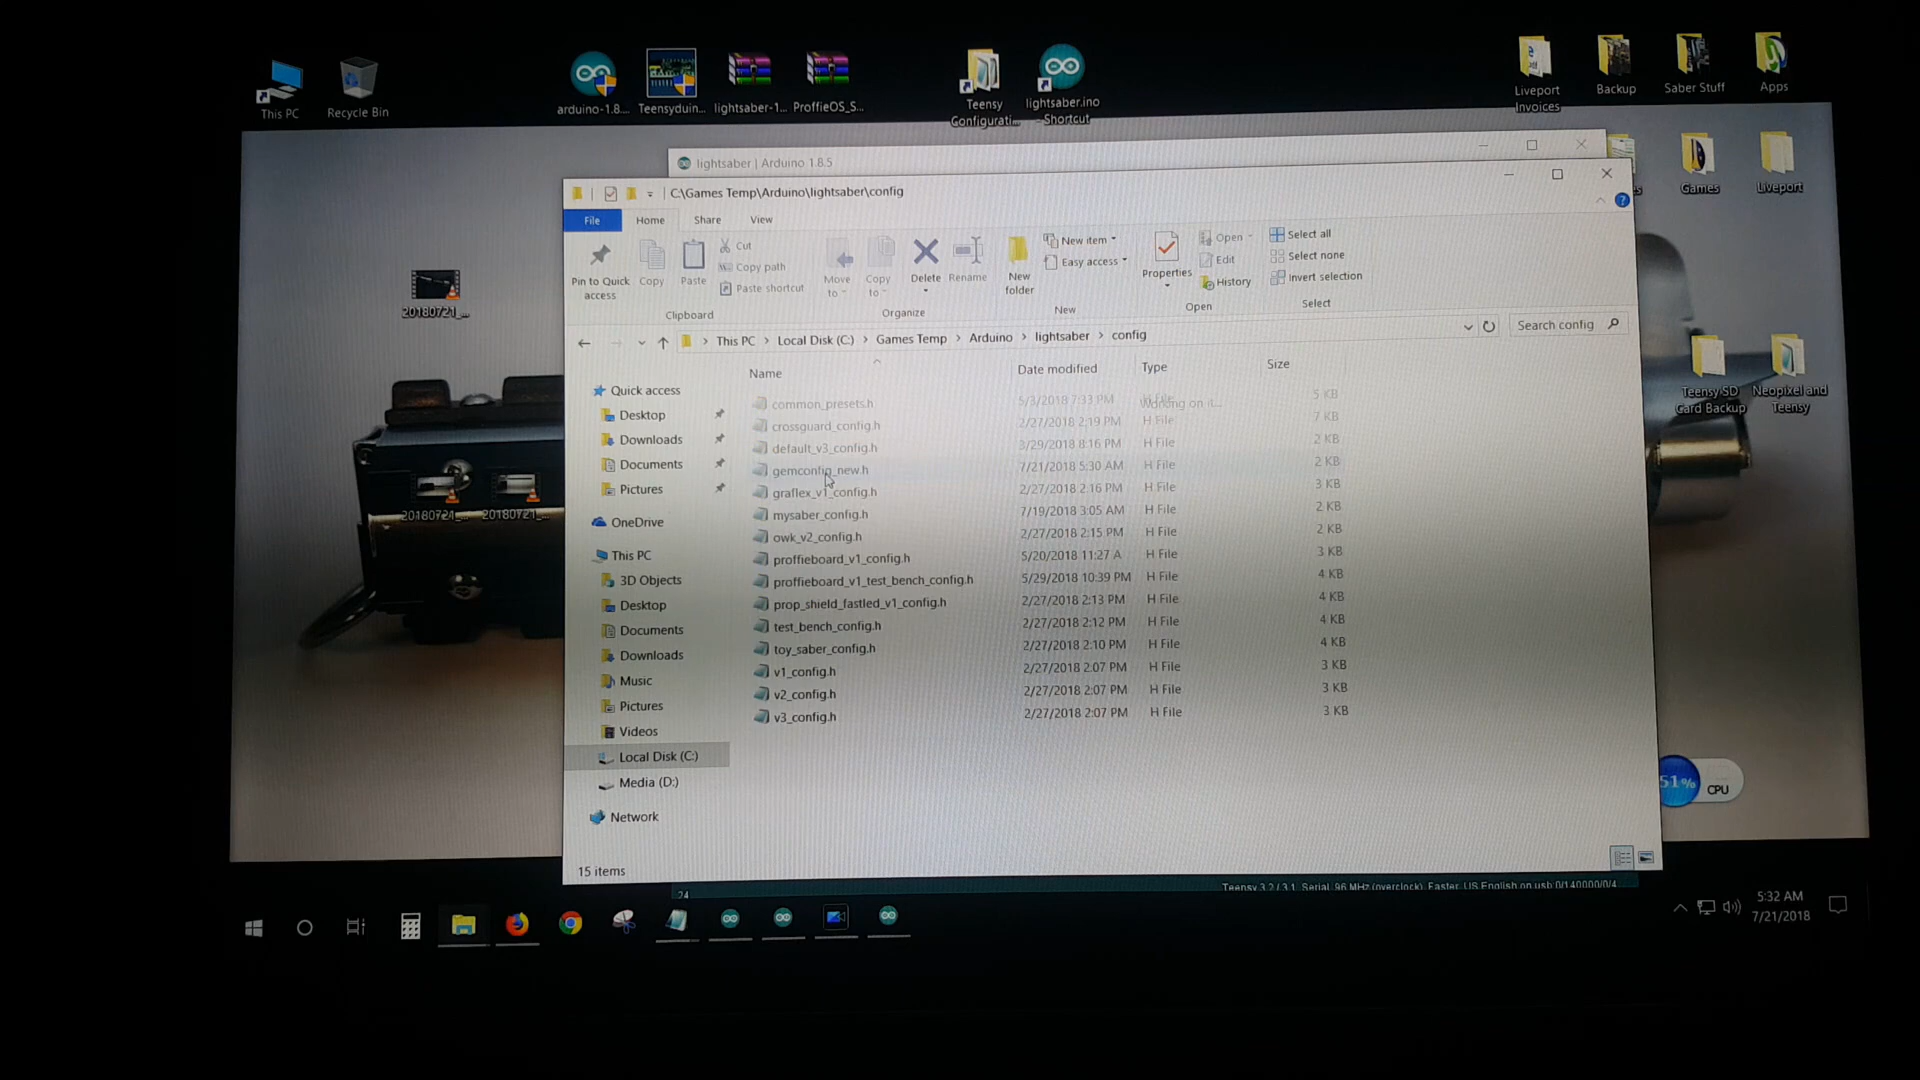 This PC
Recycle Bin
arduino-1.8...
Teensyduin...
lightsaber-1...
ProffieOS_S...
Teensy
Gonfigurati...
lightsaber.ino
- Shortcut
Liveport
Invoices
Backup
Saber Stuff
Apps
Games
Liveport
Teensy SD
Card Backup
Neopixel and
Teensy
20180721_...
20180721_...
20180721_...
lightsaber | Arduino 1.8.5
C:\Games Temp\Arduino\lightsaber\config
File
Home
Share
View
Pin to Quick
access
Copy
Paste
Cut
Copy path
Paste shortcut
Clipboard
Move
to
Copy
to
Delete
Rename
Organize
New
folder
New item
Easy access
New
Properties
Open
Edit
History
Open
Select all
Select none
Invert selection
Select
This PC > Local Disk (C:) > Games Temp > Arduino > lightsaber > config
Search config
Name Date modified Type Size
Working on it...
common_presets.h 5/3/2018 7:33 PM 5 KB
crossguard_config.h 2/27/2018 2:19 PM H File 7 KB
default_v3_config.h 3/29/2018 8:16 PM H File 2 KB
gemconfig_new.h 7/21/2018 5:30 AM H File 2 KB
graflex_v1_config.h 2/27/2018 2:16 PM H File 3 KB
mysaber_config.h 7/19/2018 3:05 AM H File 2 KB
owk_v2_config.h 2/27/2018 2:15 PM H File 2 KB
proffieboard_v1_config.h 5/20/2018 11:27 A H File 3 KB
proffieboard_v1_test_bench_config.h 5/29/2018 10:39 PM H File 4 KB
prop_shield_fastled_v1_config.h 2/27/2018 2:13 PM H File 4 KB
test_bench_config.h 2/27/2018 2:12 PM H File 4 KB
toy_saber_config.h 2/27/2018 2:10 PM H File 4 KB
v1_config.h 2/27/2018 2:07 PM H File 3 KB
v2_config.h 2/27/2018 2:07 PM H File 3 KB
v3_config.h 2/27/2018 2:07 PM H File 3 KB
Quick access
Desktop
Downloads
Documents
Pictures
OneDrive
This PC
3D Objects
Desktop
Documents
Downloads
Music
Pictures
Videos
Local Disk (C:)
Media (D:)
Network
15 items
51%
CPU
24
Teensy 3.2 / 3.1, Serial, 96 MHz (overclock), Faster, US English on usb:0/140000/0/4
5:32 AM
7/21/2018